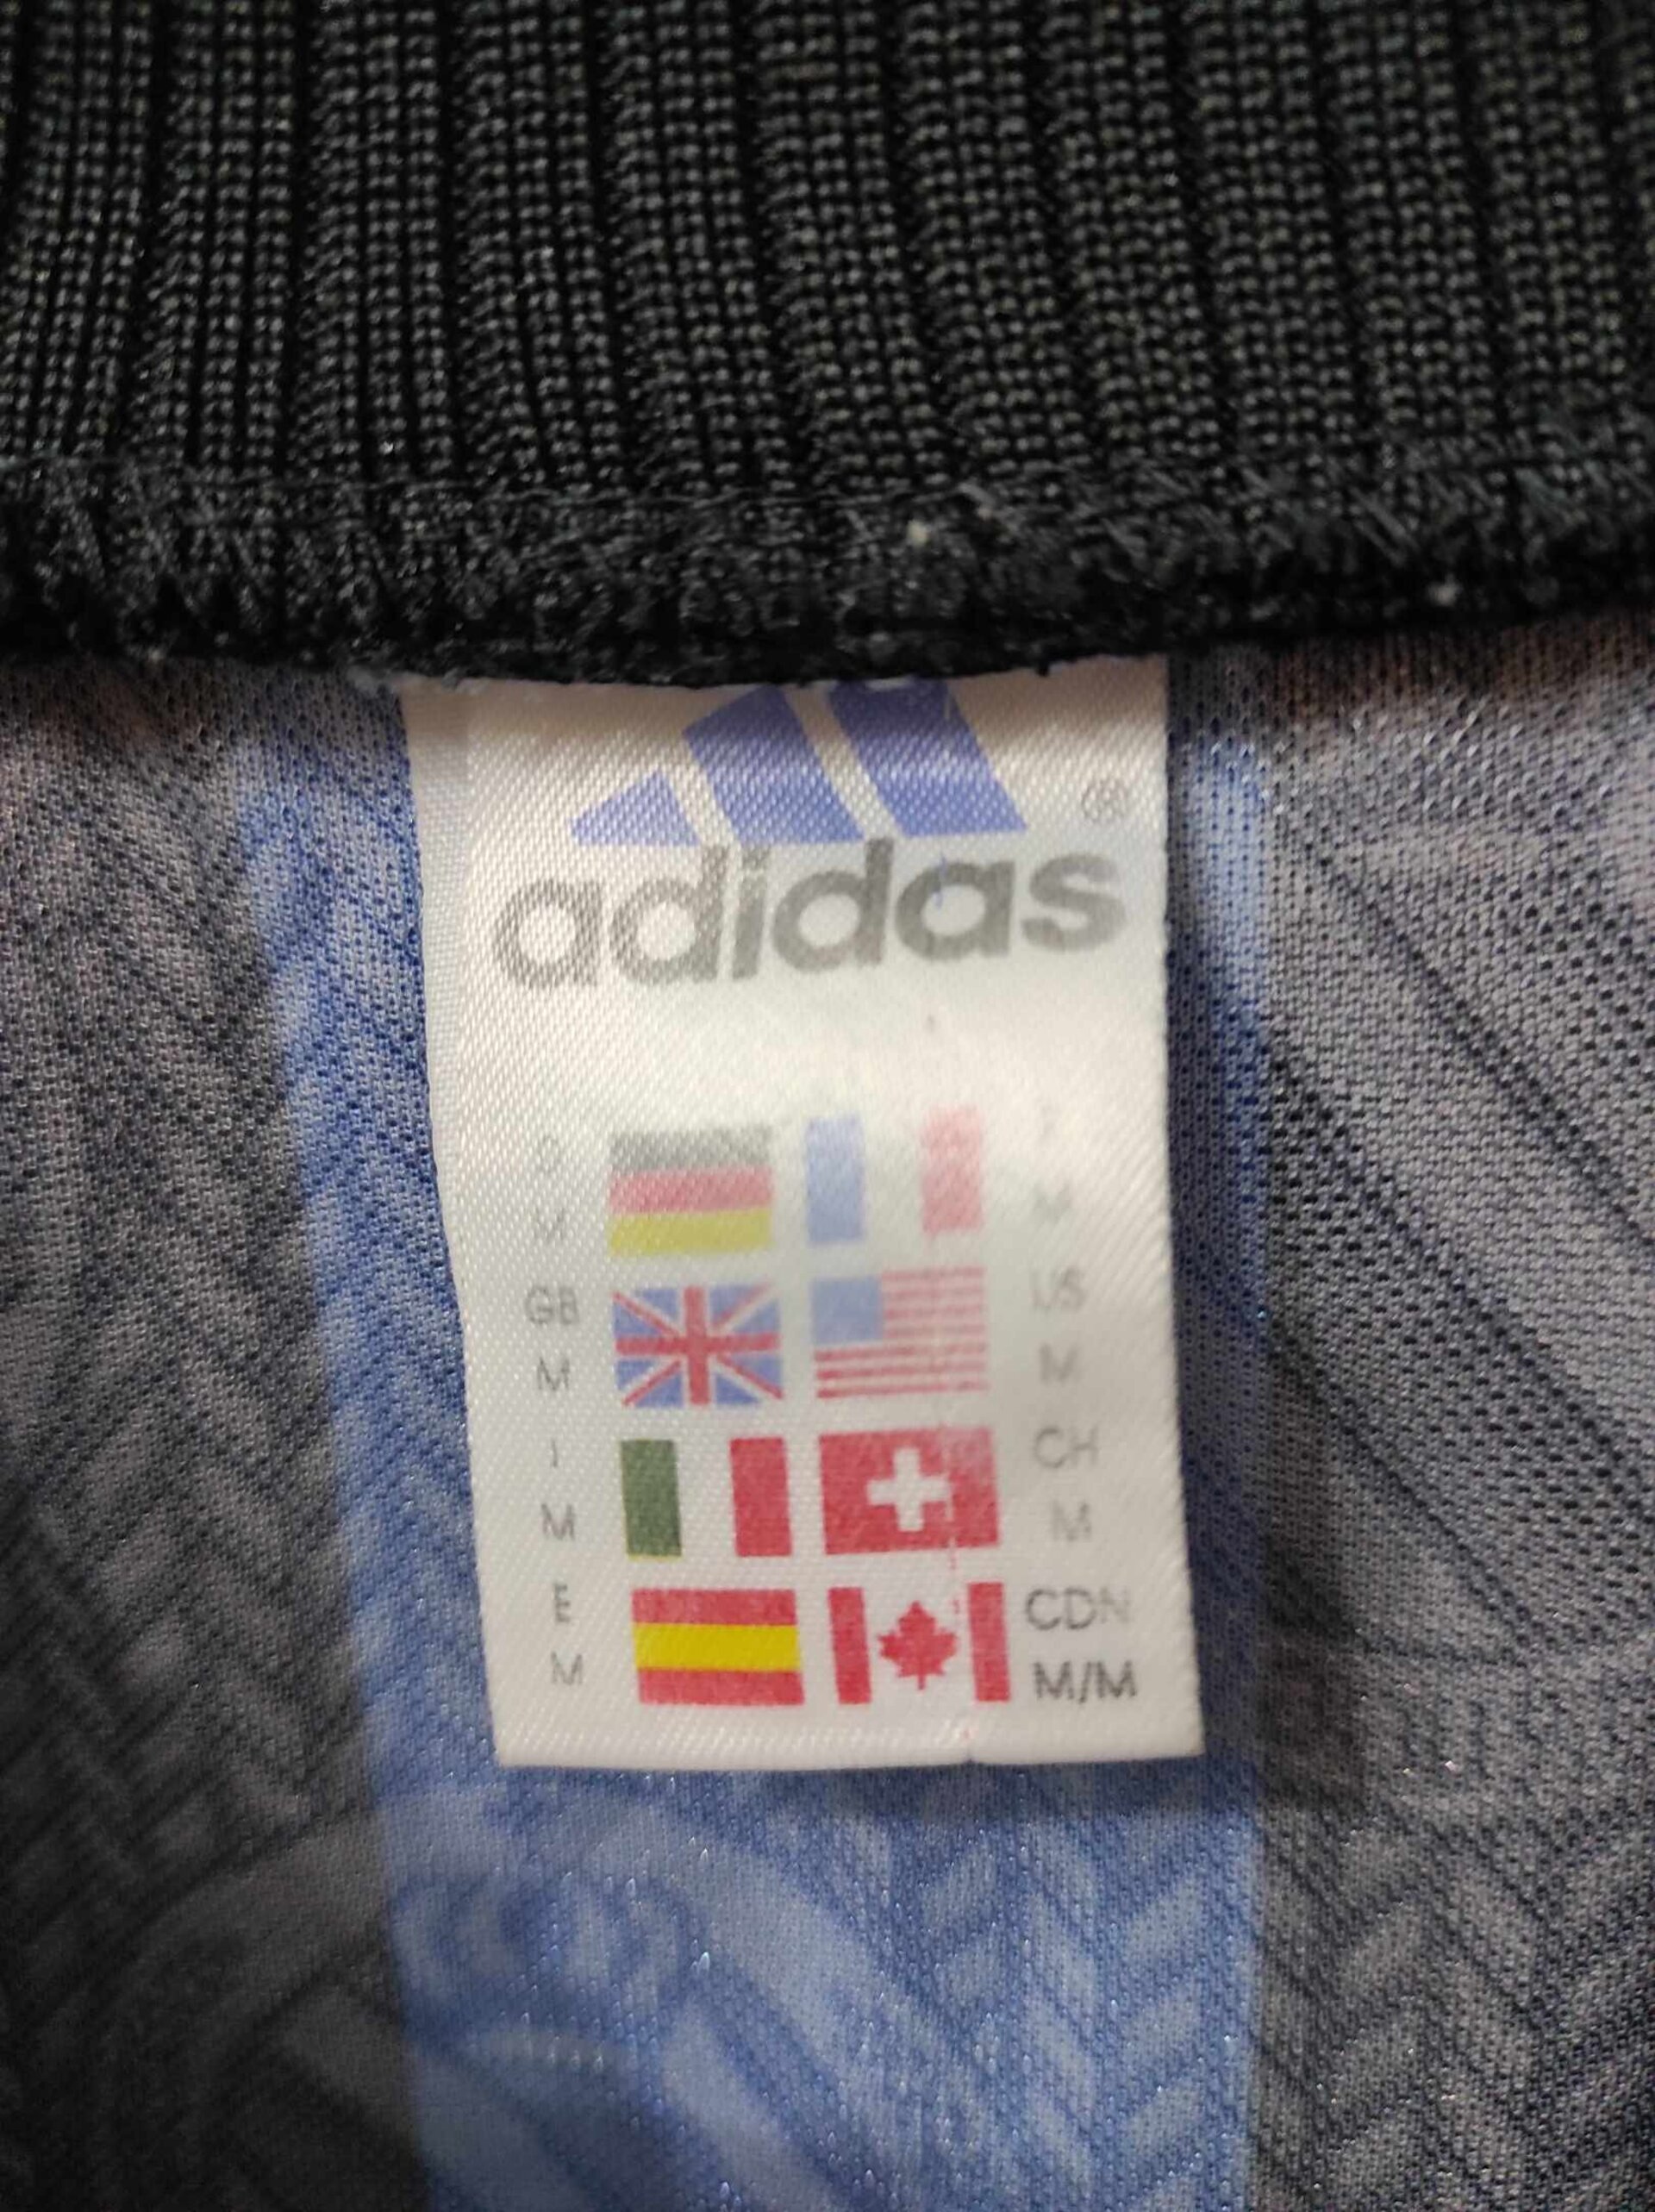 adidas ®
D F
M M
GB US
M M
I CH
M M
E CDN
M M/M